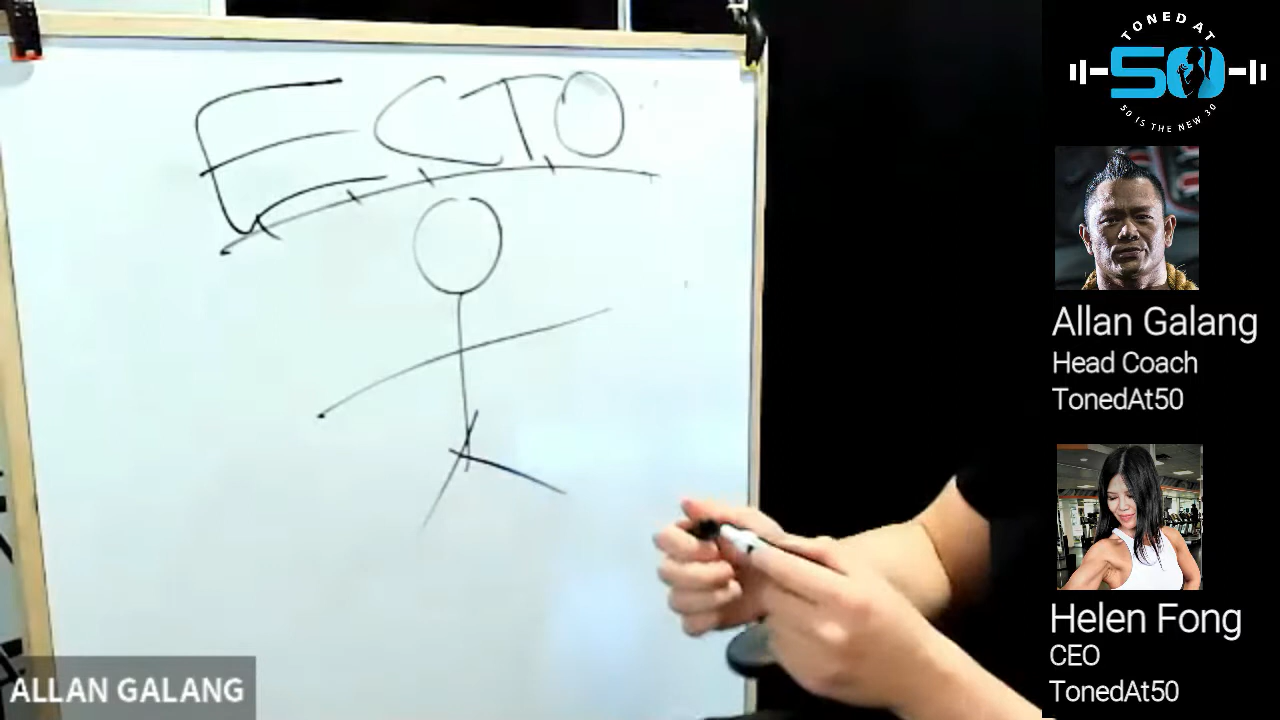 ECTO
ALLAN GALANG
TONED AT
50
50 IS THE NEW 30
Allan Galang
Head Coach
TonedAt50
Helen Fong
CEO
TonedAt50